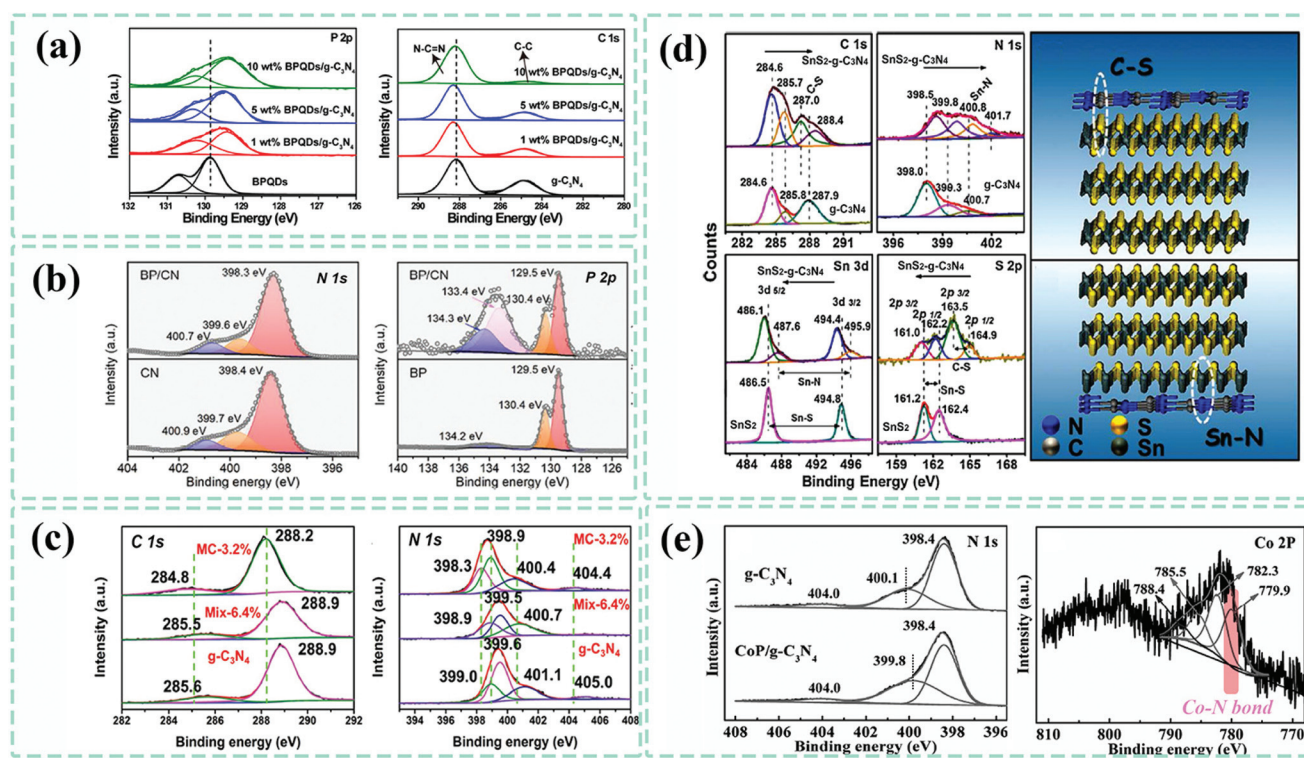 (a)
P 2p
10 wt% BPQDs/g-C₃N₄
5 wt% BPQDs/g-C₃N₄
1 wt% BPQDs/g-C₃N₄
BPQDs
Intensity (a.u.)
132 131 130 129 128 127 126
Binding Energy (eV)
C 1s
N-C=N
C-C
10 wt% BPQDs/g-C₃N₄
5 wt% BPQDs/g-C₃N₄
1 wt% BPQDs/g-C₃N₄
g-C₃N₄
Intensity (a.u.)
292 290 288 286 284 282 280
Binding Energy (eV)
(b)
BP/CN
N 1s
398.3 eV
399.6 eV
400.7 eV
CN
398.4 eV
399.7 eV
400.9 eV
Intensity (a.u.)
404 402 400 398 396 395
Binding energy (eV)
BP/CN
P 2p
129.5 eV
133.4 eV
130.4 eV
134.3 eV
BP
129.5 eV
130.4 eV
134.2 eV
Intensity (a.u.)
140 138 136 134 132 130 128 126 125
Binding energy (eV)
(c)
C 1s
288.2
MC-3.2%
284.8
Mix-6.4%
288.9
285.5
g-C₃N₄
288.9
285.6
Intensity (a.u.)
282 284 286 288 290 292
Binding energy (eV)
N 1s
398.9
MC-3.2%
398.3
400.4
404.4
399.5
Mix-6.4%
398.9
400.7
399.6
g-C₃N₄
399.0
401.1
405.0
Intensity (a.u.)
396 398 400 402 404 406 408
Binding energy (eV)
(d)
C 1s
SnS₂-g-C₃N₄
284.6
285.7
C-S
287.0
288.4
284.6
285.8
287.9
g-C₃N₄
282 285 288 291
N 1s
SnS₂-g-C₃N₄
Sn-N
398.5
399.8
400.8
401.7
398.0
399.3
g-C₃N₄
400.7
396 399 402
Counts
Sn 3d
SnS₂-g-C₃N₄
3d 5/2
3d 3/2
486.1
487.6
494.4
495.9
Sn-N
486.5
494.8
SnS₂
Sn-S
484 488 492 496
S 2p
SnS₂-g-C₃N₄
2p 3/2
2p 3/2
2p 1/2
163.5
161.0
162.2
2p 1/2
164.9
C-S
Sn-S
161.2
162.4
SnS₂
159 162 165 168
Binding Energy (eV)
C-S
N
S
C
Sn
Sn-N
(e)
N 1s
398.4
g-C₃N₄
400.1
404.0
398.4
CoP/g-C₃N₄
399.8
404.0
Intensity (a.u.)
408 406 404 402 400 398 396
Binding energy (eV)
Co 2P
785.5
782.3
788.4
779.9
Co-N bond
Intensity (a.u.)
810 800 790 780 770
Binding energy (eV)